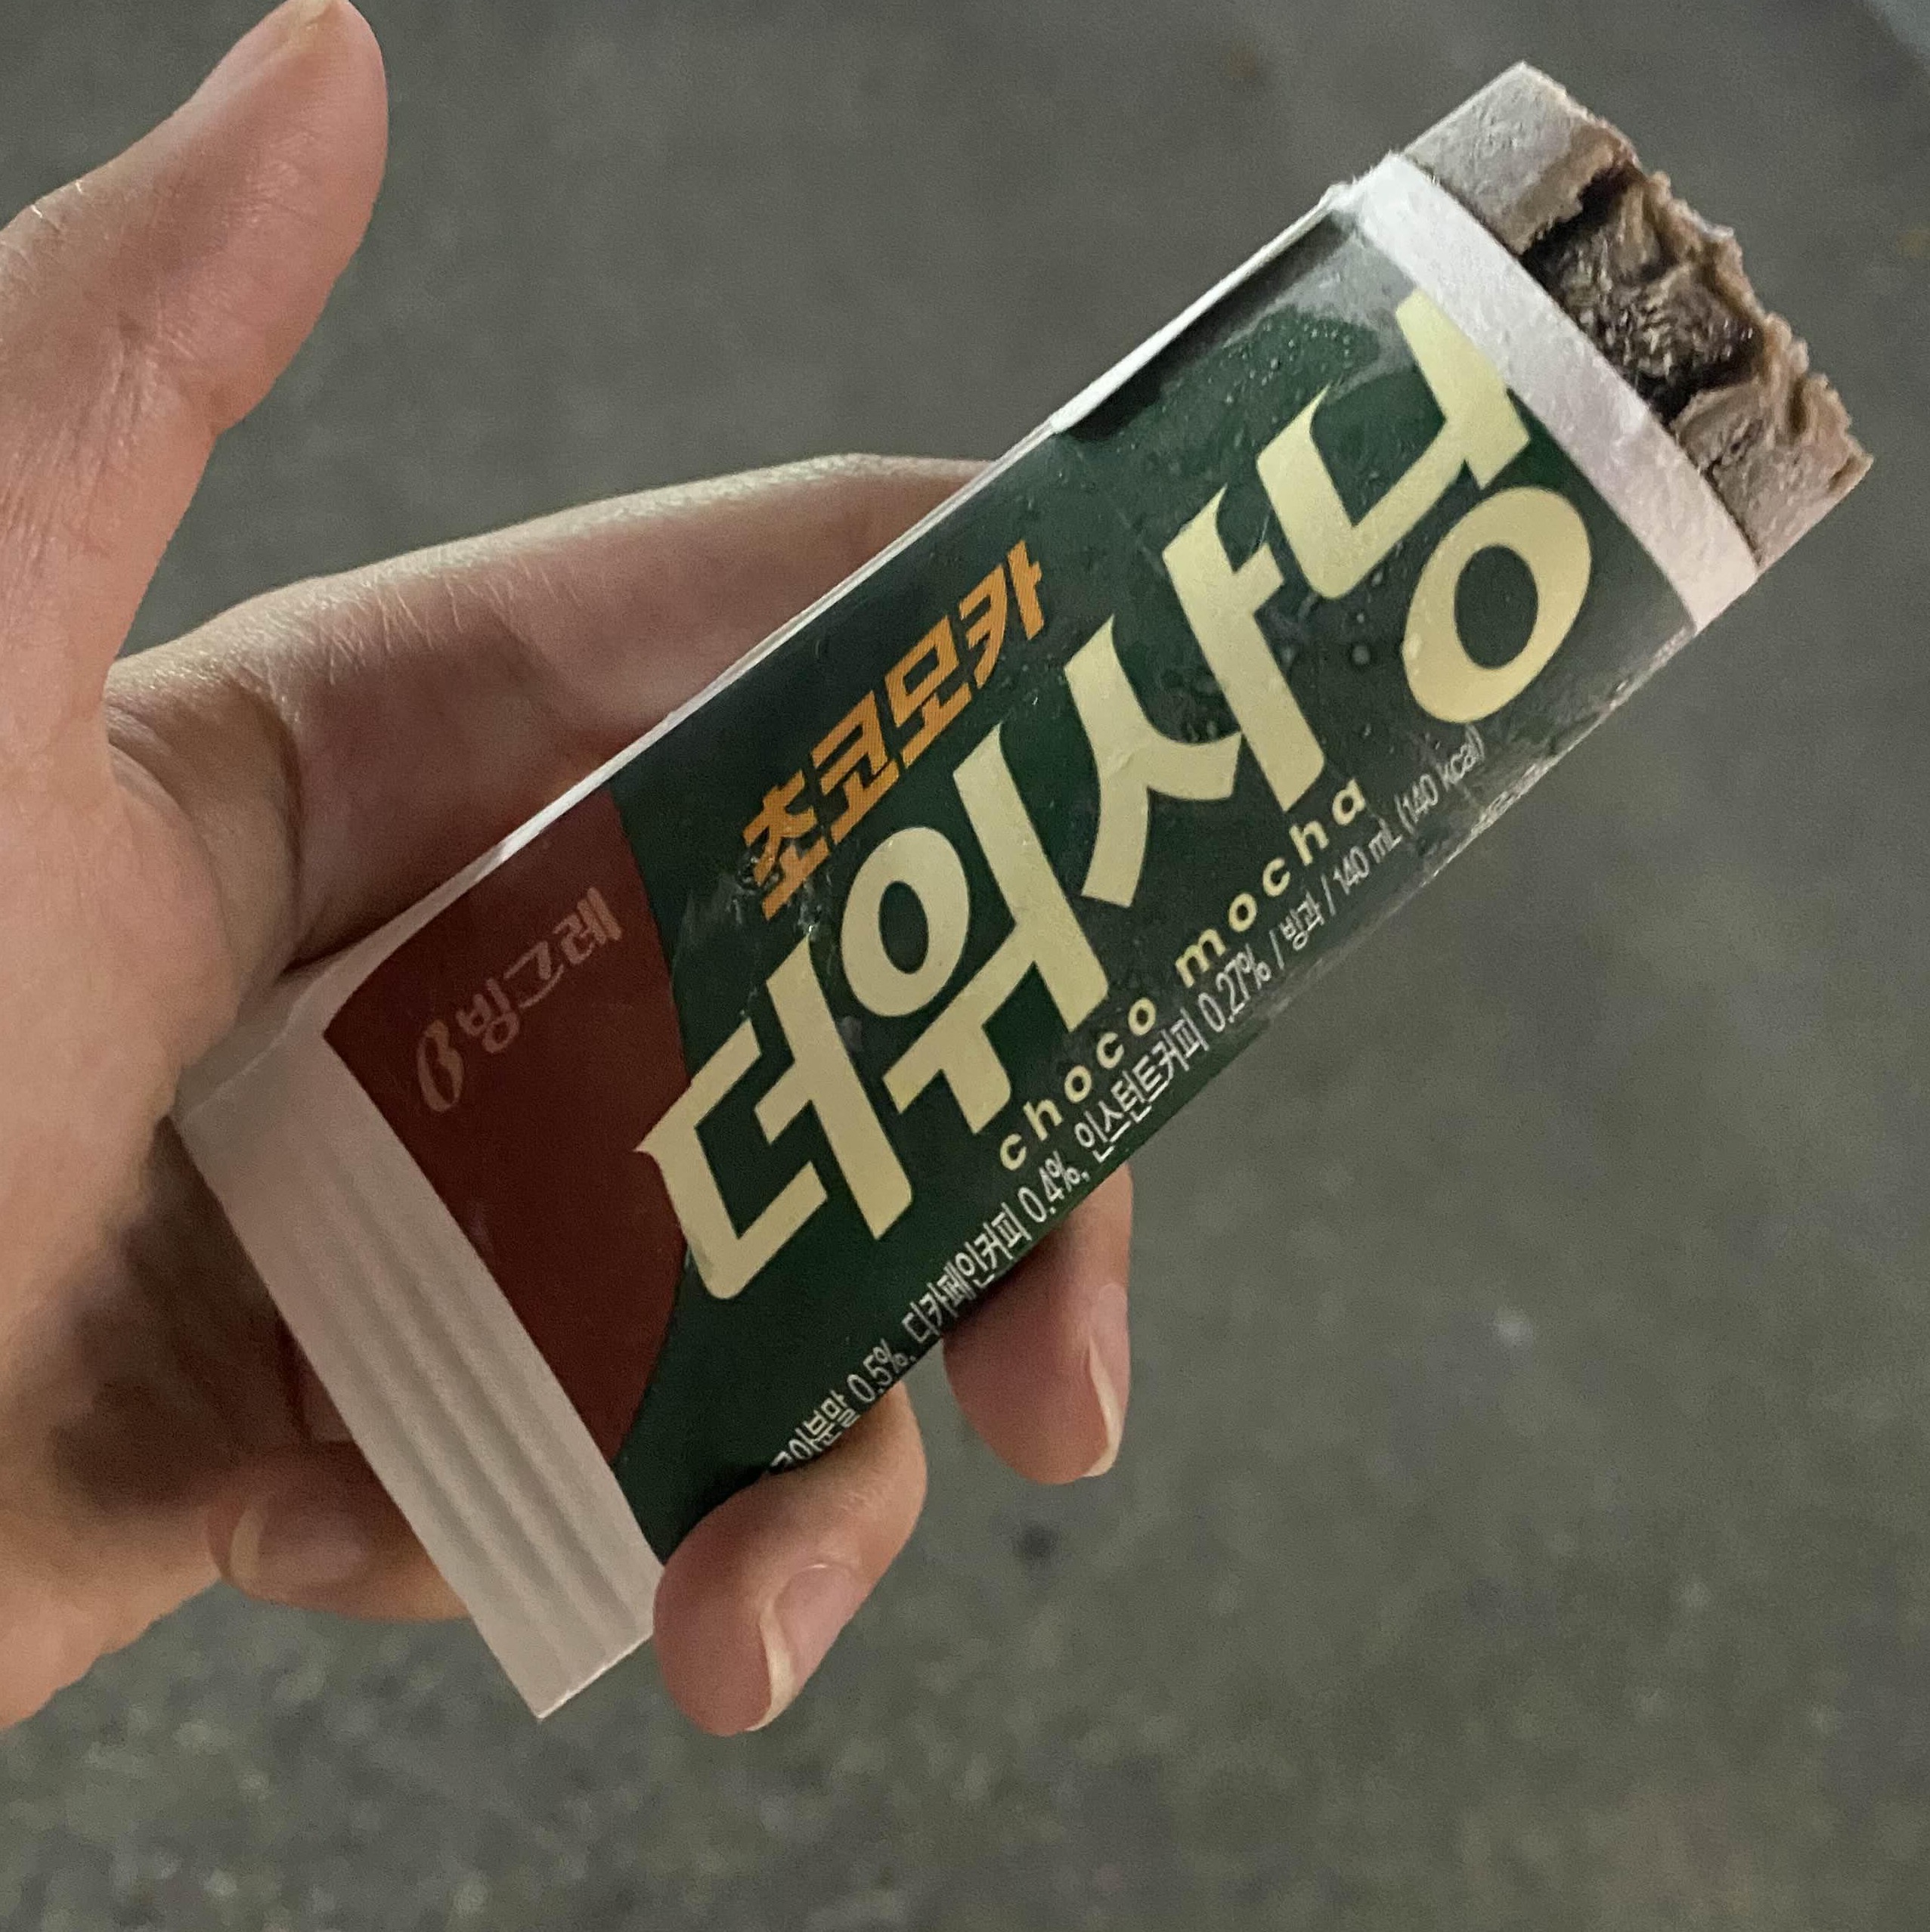 빙그레
초코모카
더위사냥
choco mocha
코아분말 0.5%, 디카페인커피 0.4%, 인스턴트커피 0.27% / 빙과 / 140 mL (140 kcal)